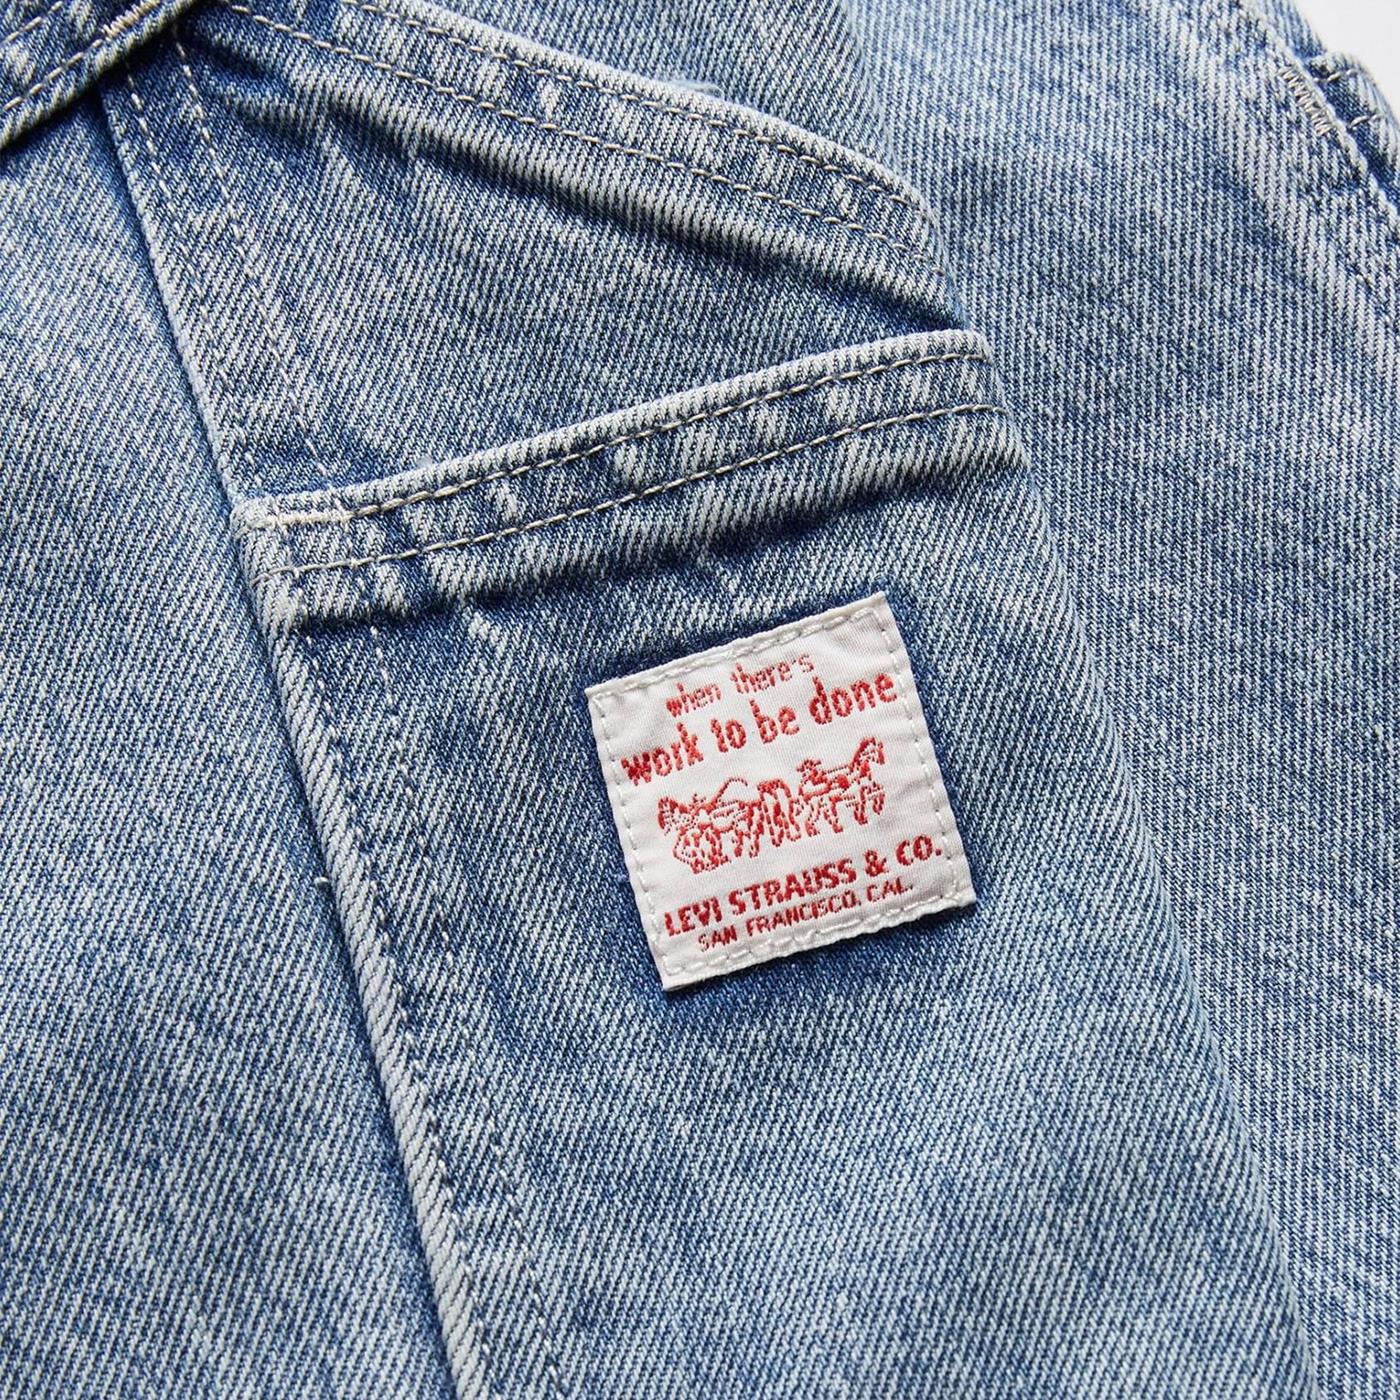 when there's
work to be done
LEVI STRAUSS & CO.
SAN FRANCISCO, CAL.